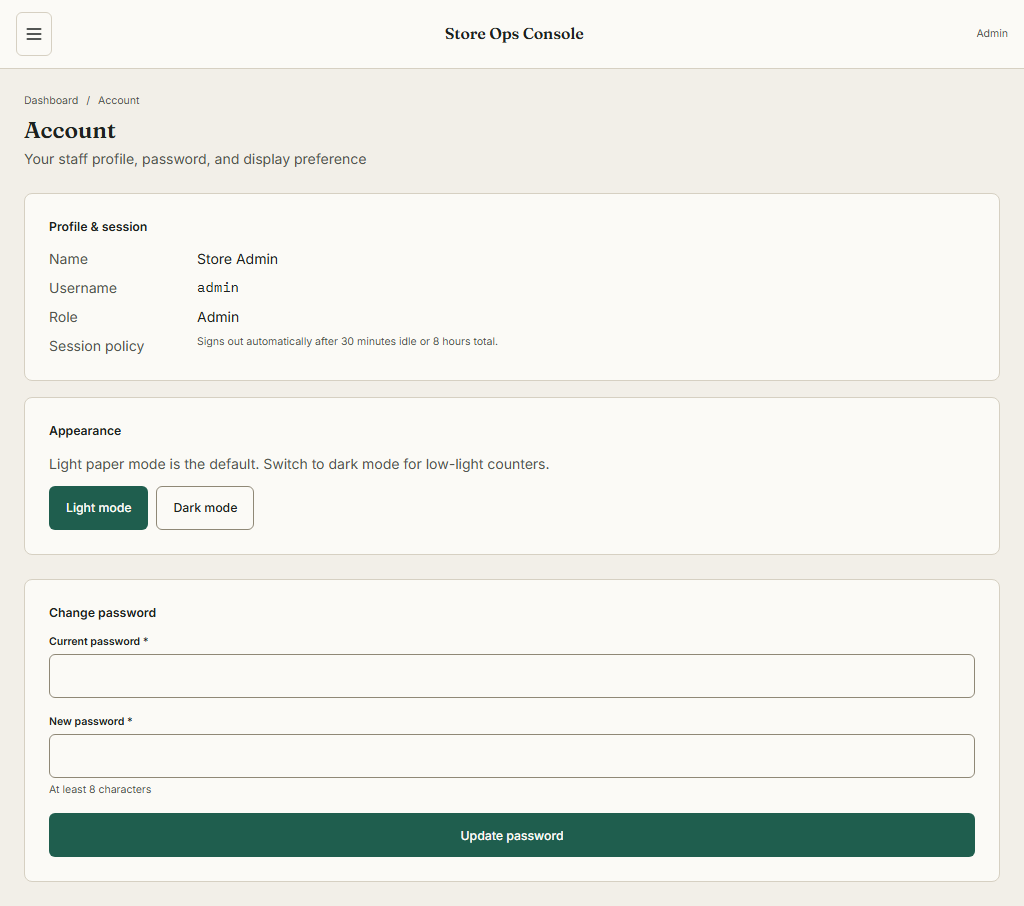 Store Ops Console
Admin
Dashboard / Account
Account
Your staff profile, password, and display preference
Profile & session
Name Store Admin
Username admin
Role Admin
Session policy Signs out automatically after 30 minutes idle or 8 hours total.
Appearance
Light paper mode is the default. Switch to dark mode for low-light counters.
Light mode Dark mode
Change password
Current password *
New password *
At least 8 characters
Update password